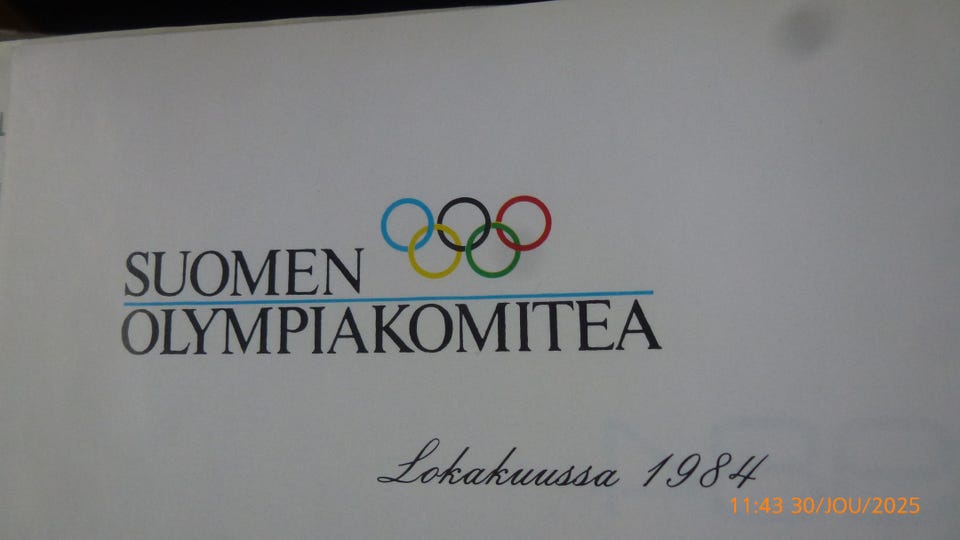 SUOMEN
OLYMPIAKOMITEA
Lokakuussa 1984
11:43 30/JOU/2025